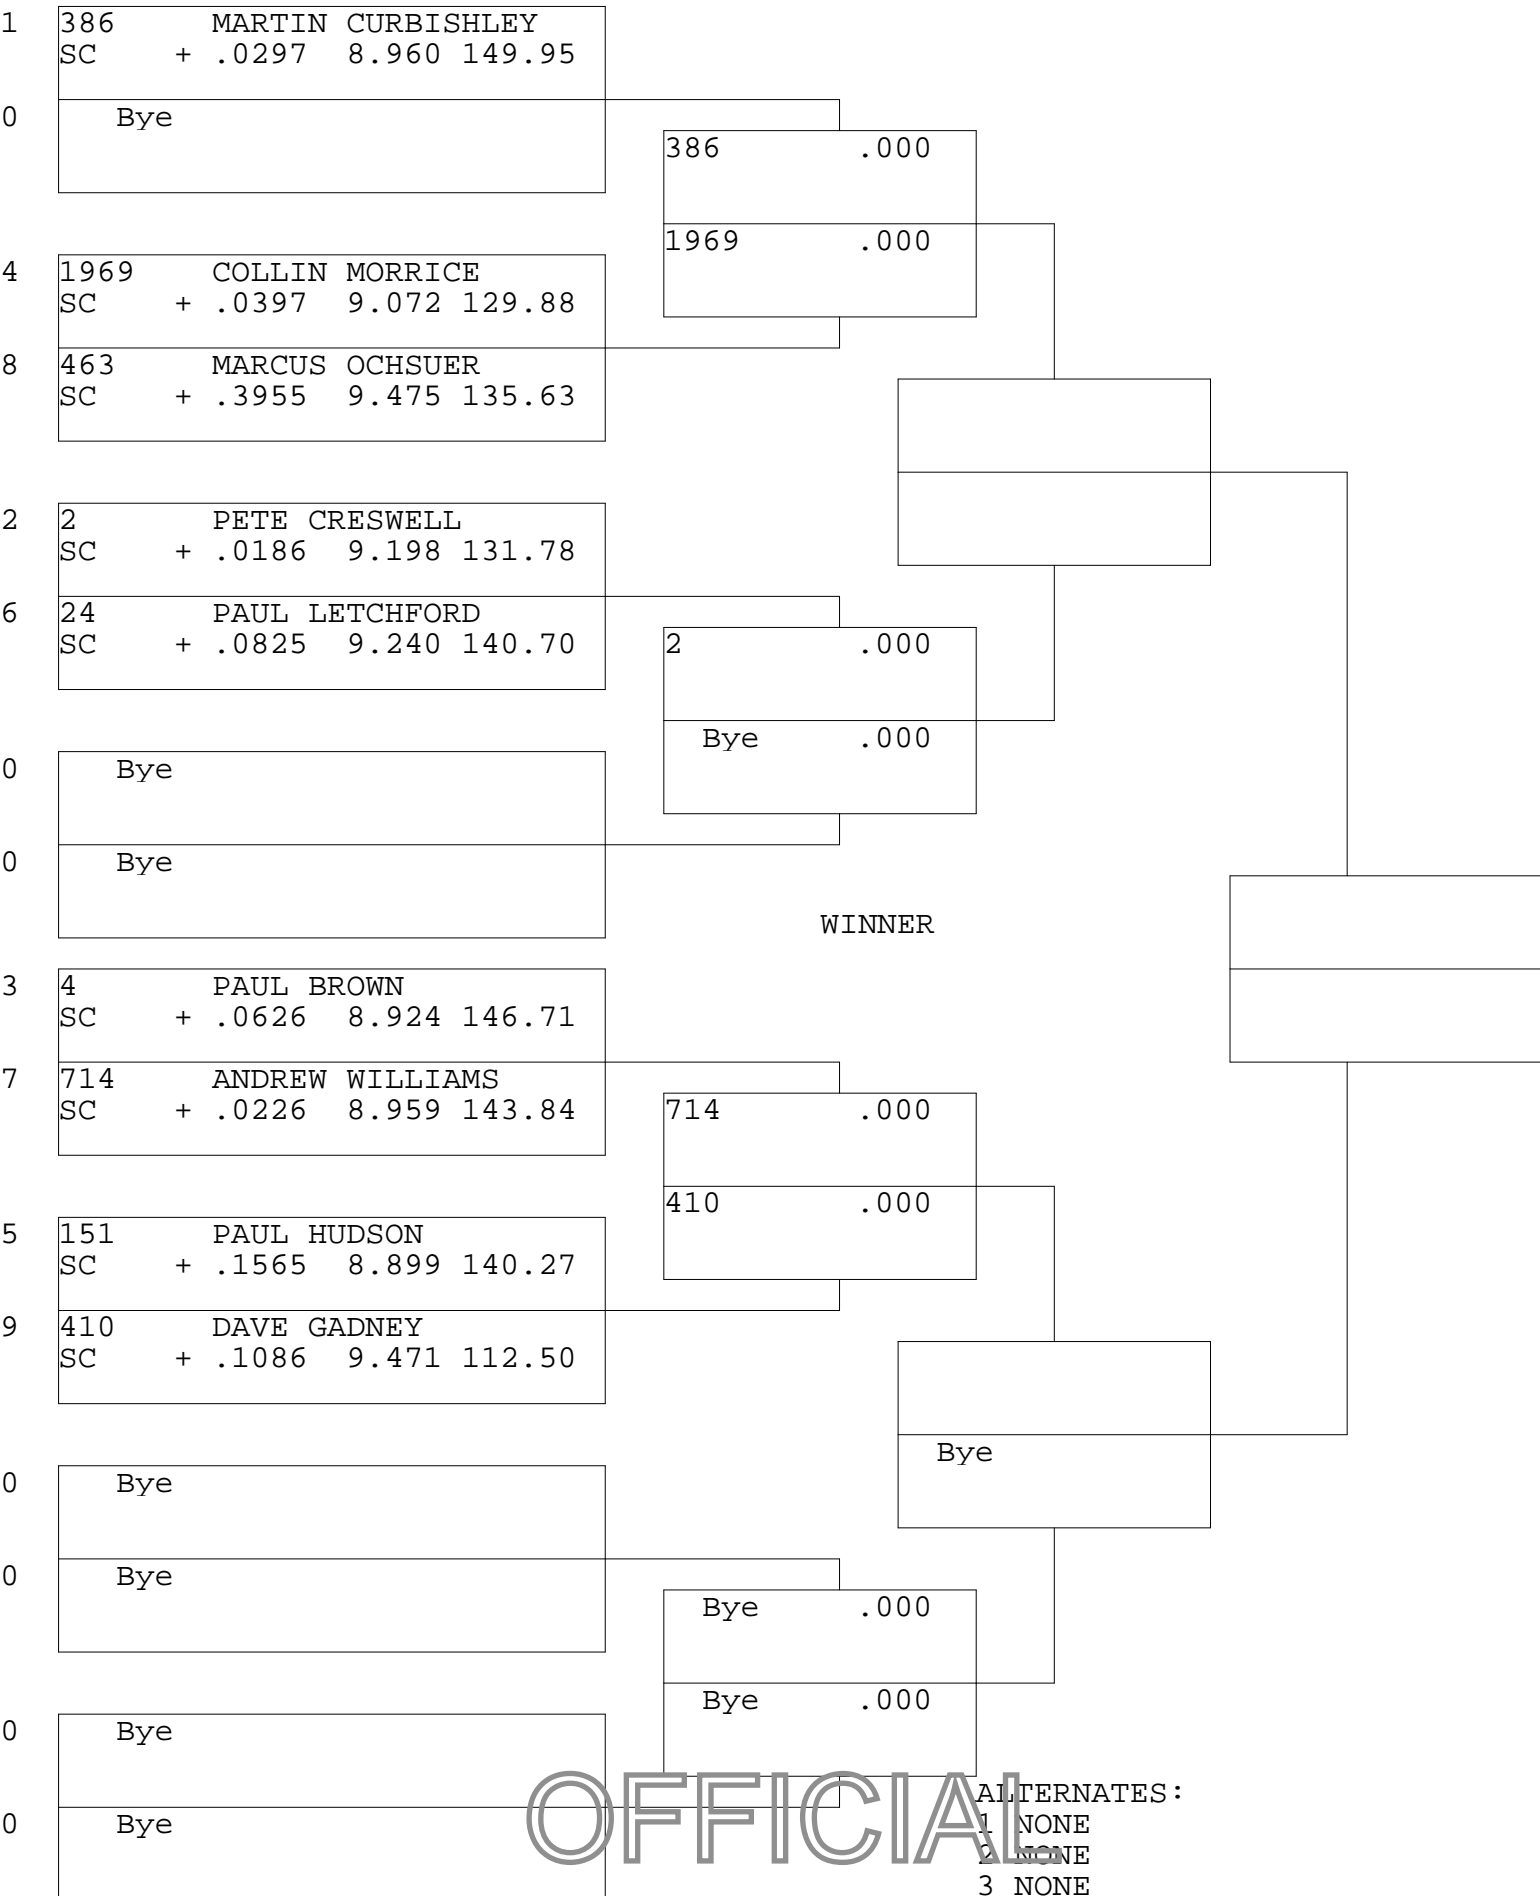 1 386 MARTIN CURBISHLEY
SC + .0297 8.960 149.95
0 Bye
386 .000
1969 .000
4 1969 COLLIN MORRICE
SC + .0397 9.072 129.88
8 463 MARCUS OCHSUER
SC + .3955 9.475 135.63
2 2 PETE CRESWELL
SC + .0186 9.198 131.78
6 24 PAUL LETCHFORD
SC + .0825 9.240 140.70
2 .000
Bye .000
0 Bye
0 Bye
WINNER
3 4 PAUL BROWN
SC + .0626 8.924 146.71
7 714 ANDREW WILLIAMS
SC + .0226 8.959 143.84
714 .000
410 .000
5 151 PAUL HUDSON
SC + .1565 8.899 140.27
9 410 DAVE GADNEY
SC + .1086 9.471 112.50
Bye
0 Bye
0 Bye
Bye .000
Bye .000
0 Bye
0 Bye
OFFICIAL
ALTERNATES:
1 NONE
2 NONE
3 NONE